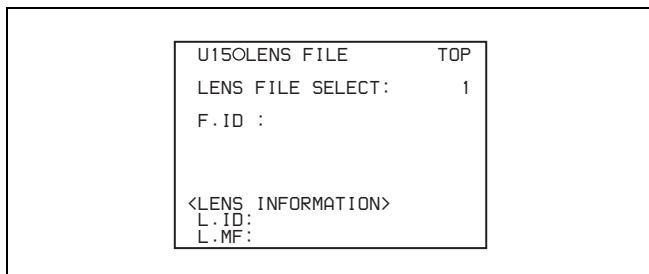 U15OLENS FILE TOP
LENS FILE SELECT: 1
F.ID :
<LENS INFORMATION>
L.ID:
L.MF: